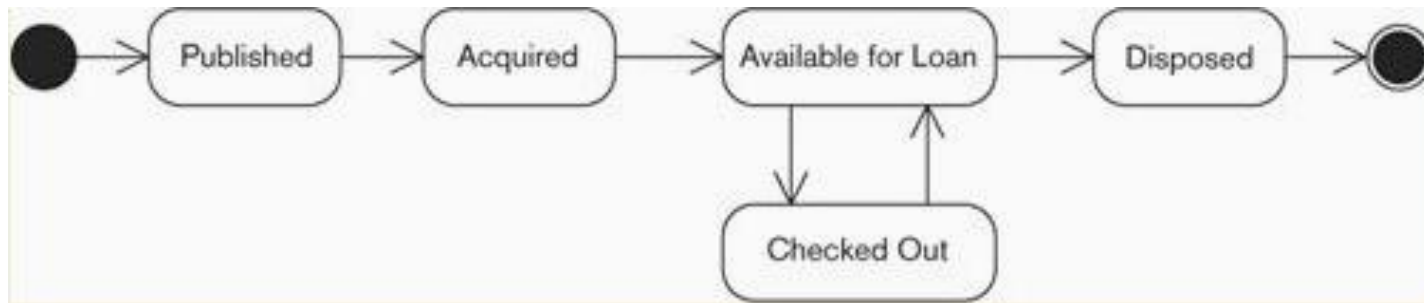 Published
Acquired
Available for Loan
Disposed
Checked Out